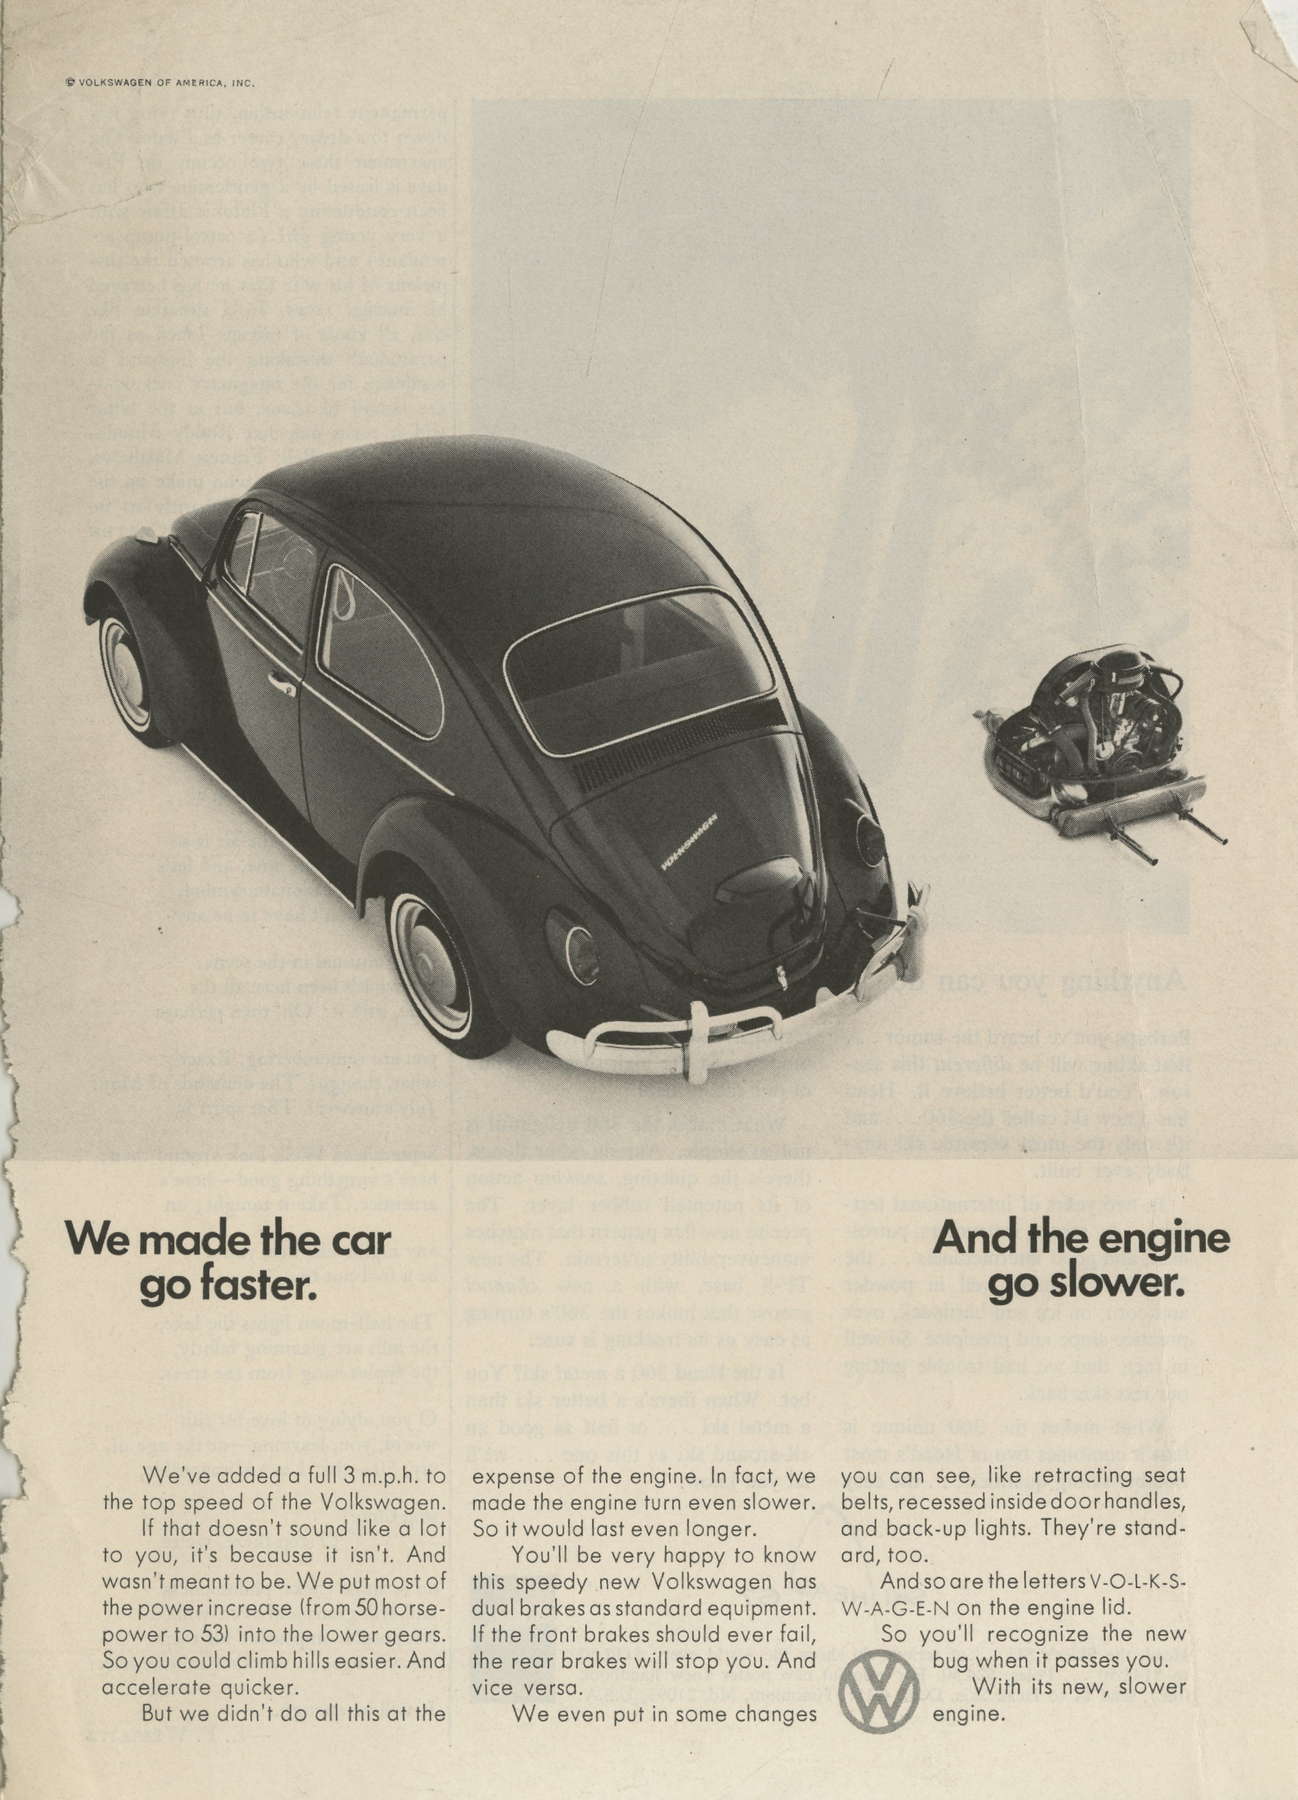 © VOLKSWAGEN OF AMERICA, INC.
VOLKSWAGEN
We made the car
go faster.
And the engine
go slower.
We've added a full 3 m.p.h. to
the top speed of the Volkswagen.
If that doesn't sound like a lot
to you, it's because it isn't. And
wasn't meant to be. We put most of
the power increase (from 50 horse-
power to 53) into the lower gears.
So you could climb hills easier. And
accelerate quicker.
But we didn't do all this at the
expense of the engine. In fact, we
made the engine turn even slower.
So it would last even longer.
You'll be very happy to know
this speedy new Volkswagen has
dual brakes as standard equipment.
If the front brakes should ever fail,
the rear brakes will stop you. And
vice versa.
We even put in some changes
you can see, like retracting seat
belts, recessed inside door handles,
and back-up lights. They're stand-
ard, too.
And so are the letters V-O-L-K-S-
W-A-G-E-N on the engine lid.
So you'll recognize the new
bug when it passes you.
With its new, slower
engine.
VW